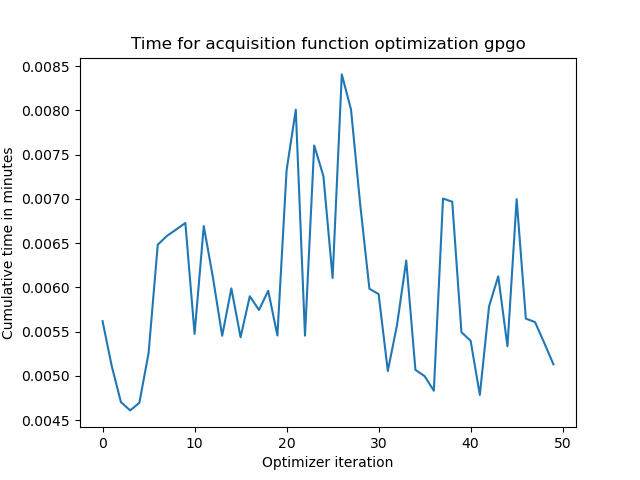 Time for acquisition function optimization gpgo
0.0085
0.0080
0.0075
0.0070
0.0065
0.0060
0.0055
0.0050
0.0045
Cumulative time in minutes
0 10 20 30 40 50
Optimizer iteration